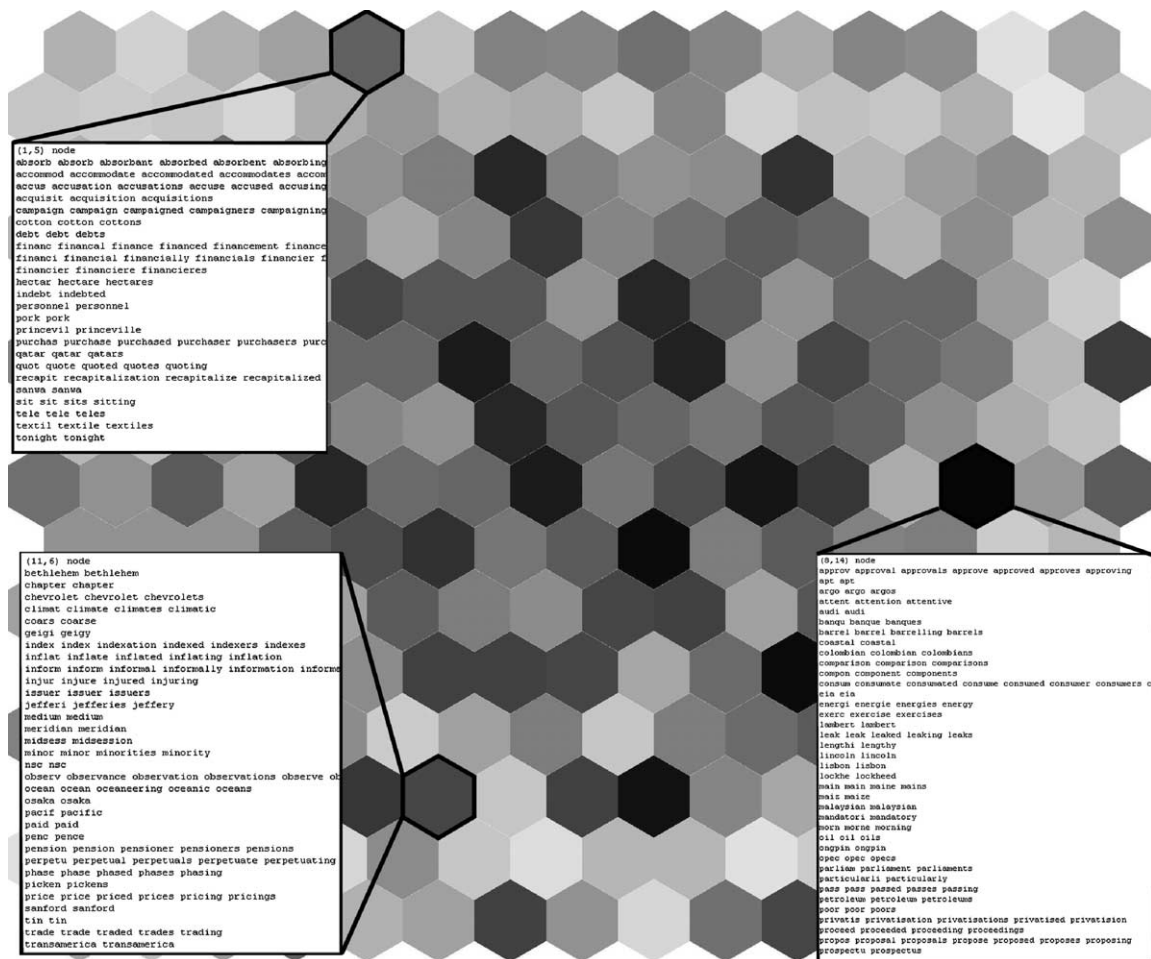 (1,5) node
absorb absorb absorbant absorbed absorbent absorbing
accommod accommodate accommodated accommodates accom
accus accusation accusations accuse accused accusing
acquisit acquisition acquisitions
campaign campaign campaigned campaigners campaigning
cotton cotton cottons
debt debt debts
financ financal finance financed financement finance
financi financial financially financials financier f
financier financiere financieres
hectar hectare hectares
indebt indebted
personnel personnel
pork pork
princevil princeville
purchas purchase purchased purchaser purchasers purc
qatar qatar qatars
quot quote quoted quotes quoting
recapit recapitalization recapitalize recapitalized
sanwa sanwa
sit sit sits sitting
tele tele teles
textil textile textiles
tonight tonight
(11,6) node
bethlehem bethlehem
chapter chapter
chevrolet chevrolet chevrolets
climat climate climates climatic
coars coarse
geigi geigy
index index indexation indexed indexers indexes
inflat inflate inflated inflating inflation
inform inform informal informally information informe
injur injure injured injuring
issuer issuer issuers
jefferi jefferies jeffery
medium medium
meridian meridian
midsess midsession
minor minor minorities minority
nsc nsc
observ observance observation observations observe ob
ocean ocean oceaneering oceanic oceans
osaka osaka
pacif pacific
paid paid
penc pence
pension pension pensioner pensioners pensions
perpetu perpetual perpetuals perpetuate perpetuating
phase phase phased phases phasing
picken pickens
price price priced prices pricing pricings
sanford sanford
tin tin
trade trade traded trades trading
transamerica transamerica
(8,14) node
approv approval approvals approve approved approves approving
apt apt
argo argo argos
attent attention attentive
audi audi
banqu banque banques
barrel barrel barrelling barrels
coastal coastal
colombian colombian colombians
comparison comparison comparisons
compon component components
consum consumate consumated consume consumed consumer consumers c
eia eia
energi energie energies energy
exerc exercise exercises
lambert lambert
leak leak leaked leaking leaks
lengthi lengthy
lincoln lincoln
lisbon lisbon
lockhe lockheed
main main maine mains
maiz maize
malaysian malaysian
mandatori mandatory
morn morne morning
oil oil oils
ongpin ongpin
opec opec opecs
parliam parliament parliaments
particularli particularly
pass pass passed passes passing
petroleum petroleum petroleums
poor poor poors
privatis privatisation privatisations privatised privatision
proceed proceeded proceeding proceedings
propos proposal proposals propose proposed proposes proposing
prospectu prospectus